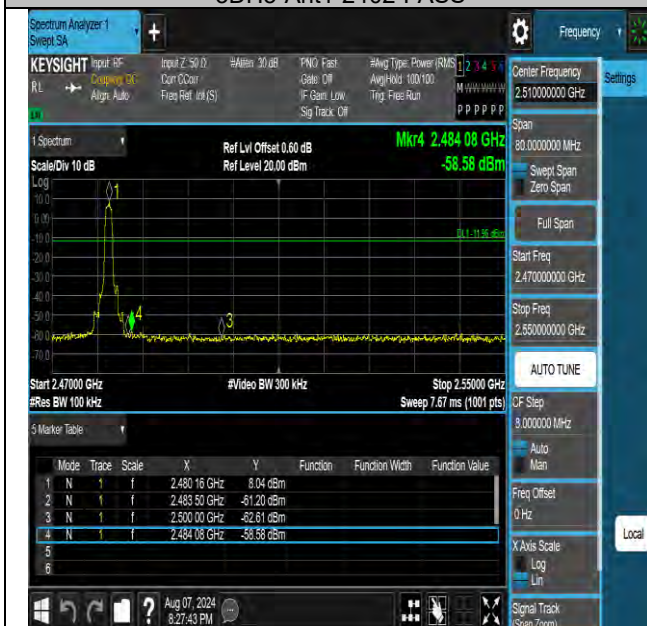 Spectrum Analyzer 1
Swept SA
Frequency
KEYSIGHT
Input: RF
Coupling: DC
Align: Auto
Input Z: 50 Ω
Corr CCorr
Freq Ref: Int (S)
#Atten: 30 dB
PNO: Fast
Gate: Off
IF Gain: Low
Sig Track: Off
#Avg Type: Power (RMS
Avg|Hold: 100/100
Trig: Free Run
1 2 3 4 5 6
M W W W W W
P P P P P P
RL
1 Spectrum
Scale/Div 10 dB
Ref Lvl Offset 0.60 dB
Ref Level 20.00 dBm
Mkr4 2.484 08 GHz
-58.58 dBm
Log
10.0
0.00
-10.0
-20.0
-30.0
-40.0
-50.0
-60.0
-70.0
1
4
3
Start 2.47000 GHz
#Res BW 100 kHz
#Video BW 300 kHz
Stop 2.55000 GHz
Sweep 7.67 ms (1001 pts)
5 Marker Table
Mode Trace Scale X Y Function Function Width Function Value
1 N 1 f 2.480 16 GHz 8.04 dBm
2 N 1 f 2.483 50 GHz -61.20 dBm
3 N 1 f 2.500 00 GHz -62.61 dBm
4 N 1 f 2.484 08 GHz -58.58 dBm
5
6
Aug 07, 2024
8:27:43 PM
Center Frequency
2.510000000 GHz
Settings
Span
80.0000000 MHz
Swept Span
Zero Span
Full Span
Start Freq
2.470000000 GHz
Stop Freq
2.550000000 GHz
AUTO TUNE
CF Step
8.000000 MHz
Auto
Man
Freq Offset
0 Hz
X Axis Scale
Log
Lin
Local
Signal Track
(Span Zoom)